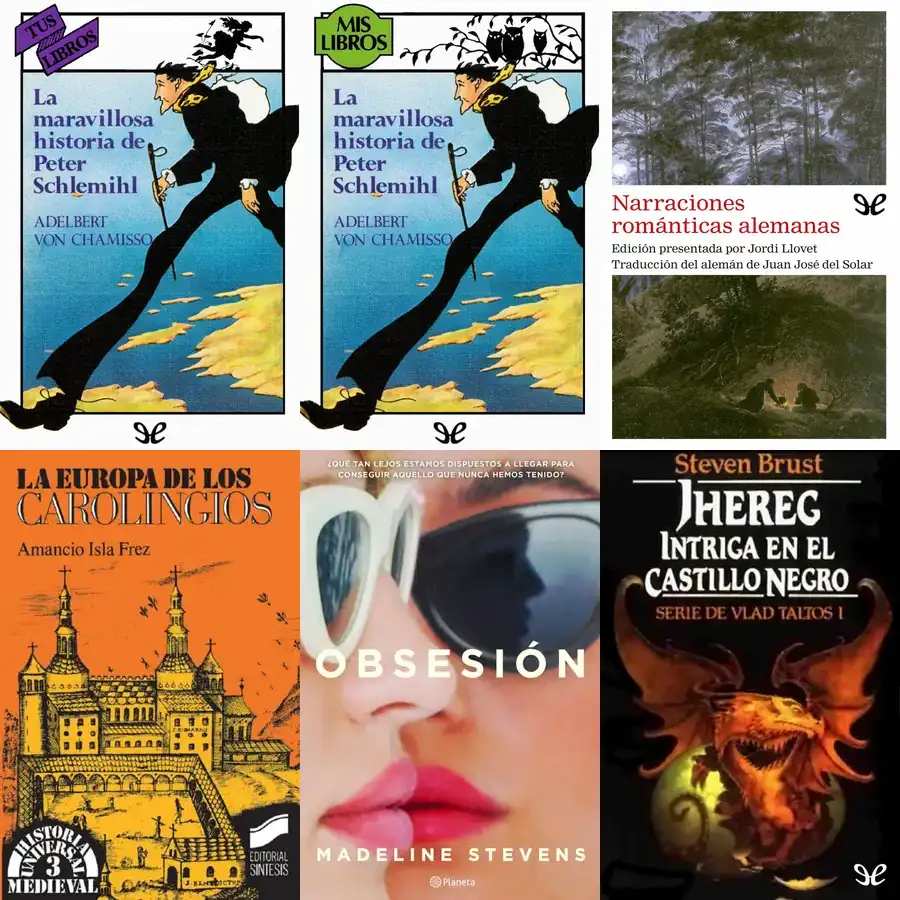 TUS
LIBROS
La
maravillosa
historia de
Peter
Schlemihl
ADELBERT
VON CHAMISSO
MIS
LIBROS
La
maravillosa
historia de
Peter
Schlemihl
ADELBERT
VON CHAMISSO
Narraciones
románticas alemanas
Edición presentada por Jordi Llovet
Traducción del alemán de Juan José del Solar
LA EUROPA DE LOS
CAROLINGIOS
Amancio Isla Frez
HISTORIA
UNIVERSAL
3
MEDIEVAL
EDITORIAL
SINTESIS
¿QUÉ TAN LEJOS ESTAMOS DISPUESTOS A LLEGAR PARA
CONSEGUIR AQUELLO QUE NUNCA HEMOS TENIDO?
OBSESIÓN
MADELINE STEVENS
Planeta
Steven Brust
JHEREG
INTRIGA EN EL
CASTILLO NEGRO
SERIE DE VLAD TALTOS I